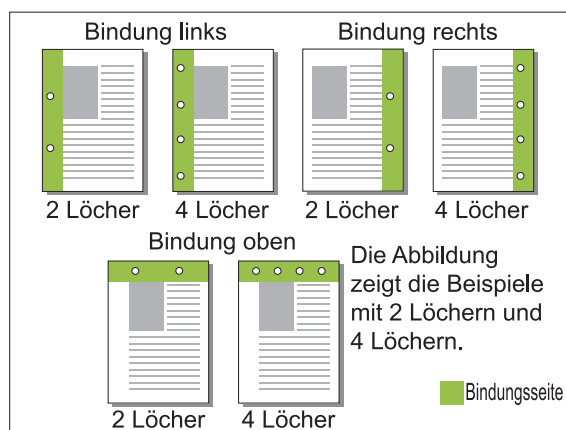 Bindung links
Bindung rechts
2 Löcher
4 Löcher
2 Löcher
4 Löcher
Bindung oben
2 Löcher
4 Löcher
Die Abbildung
zeigt die Beispiele
mit 2 Löchern und
4 Löchern.
Bindungsseite